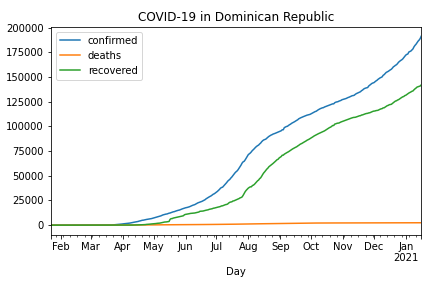 COVID-19 in Dominican Republic
200000
175000
150000
125000
100000
75000
50000
25000
0
confirmed
deaths
recovered
Feb Mar Apr May Jun Jul Aug Sep Oct Nov Dec Jan
2021
Day